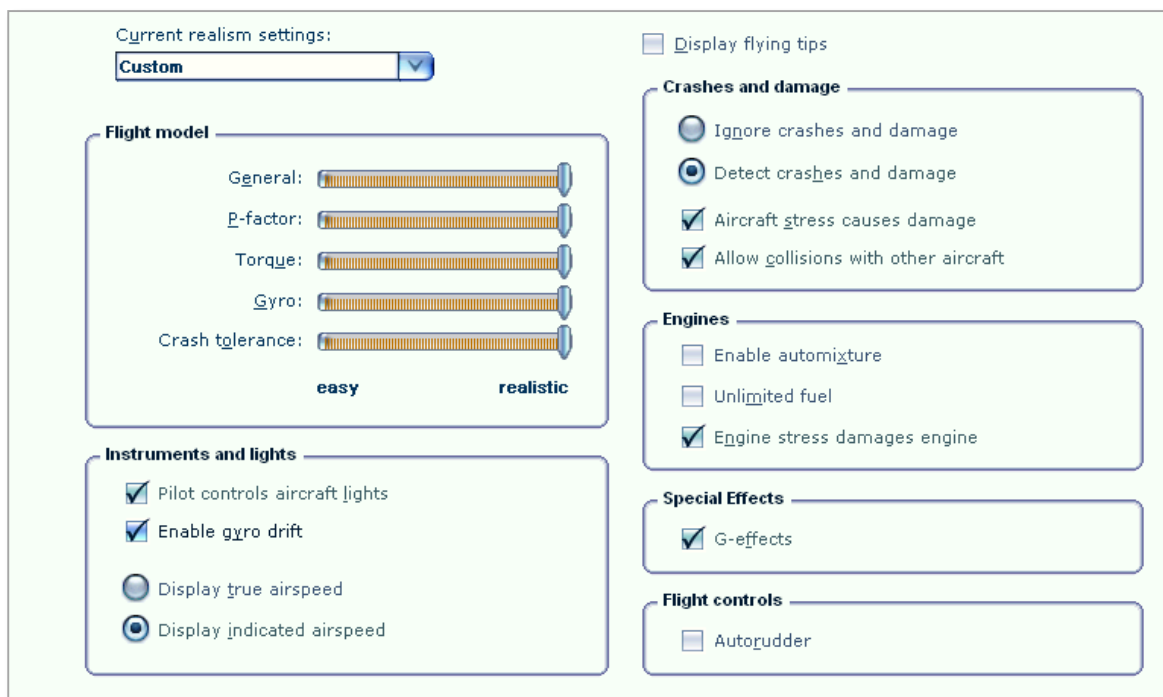 Current realism settings:
Custom
Flight model
General:
P-factor:
Torque:
Gyro:
Crash tolerance:
easy realistic
Instruments and lights
Pilot controls aircraft lights
Enable gyro drift
Display true airspeed
Display indicated airspeed
Display flying tips
Crashes and damage
Ignore crashes and damage
Detect crashes and damage
Aircraft stress causes damage
Allow collisions with other aircraft
Engines
Enable automixture
Unlimited fuel
Engine stress damages engine
Special Effects
G-effects
Flight controls
Autorudder